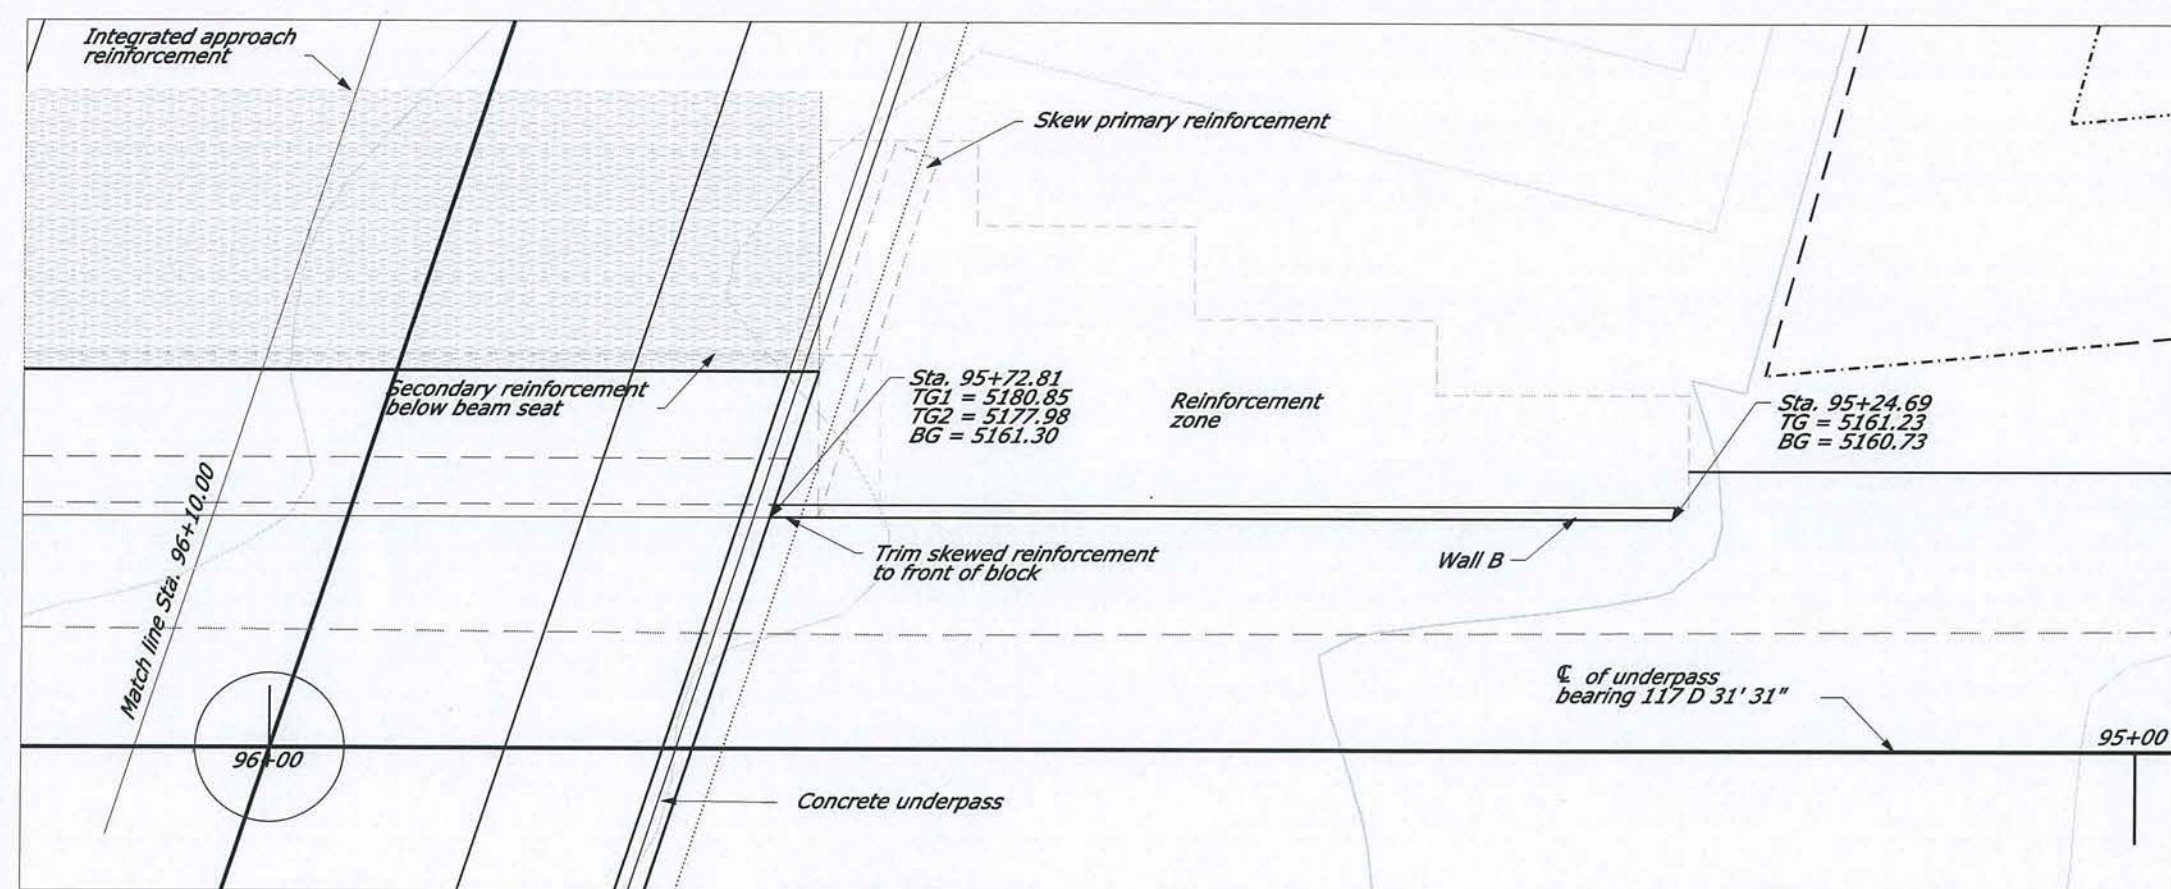 Integrated approach
reinforcement
Skew primary reinforcement
Secondary reinforcement
below beam seat
Sta. 95+72.81
TG1 = 5180.85
TG2 = 5177.98
BG = 5161.30
Reinforcement
zone
Sta. 95+24.69
TG = 5161.23
BG = 5160.73
Match line Sta. 96+10.00
Trim skewed reinforcement
to front of block
Wall B
℄ of underpass
bearing 117 D 31' 31"
96+00
95+00
Concrete underpass